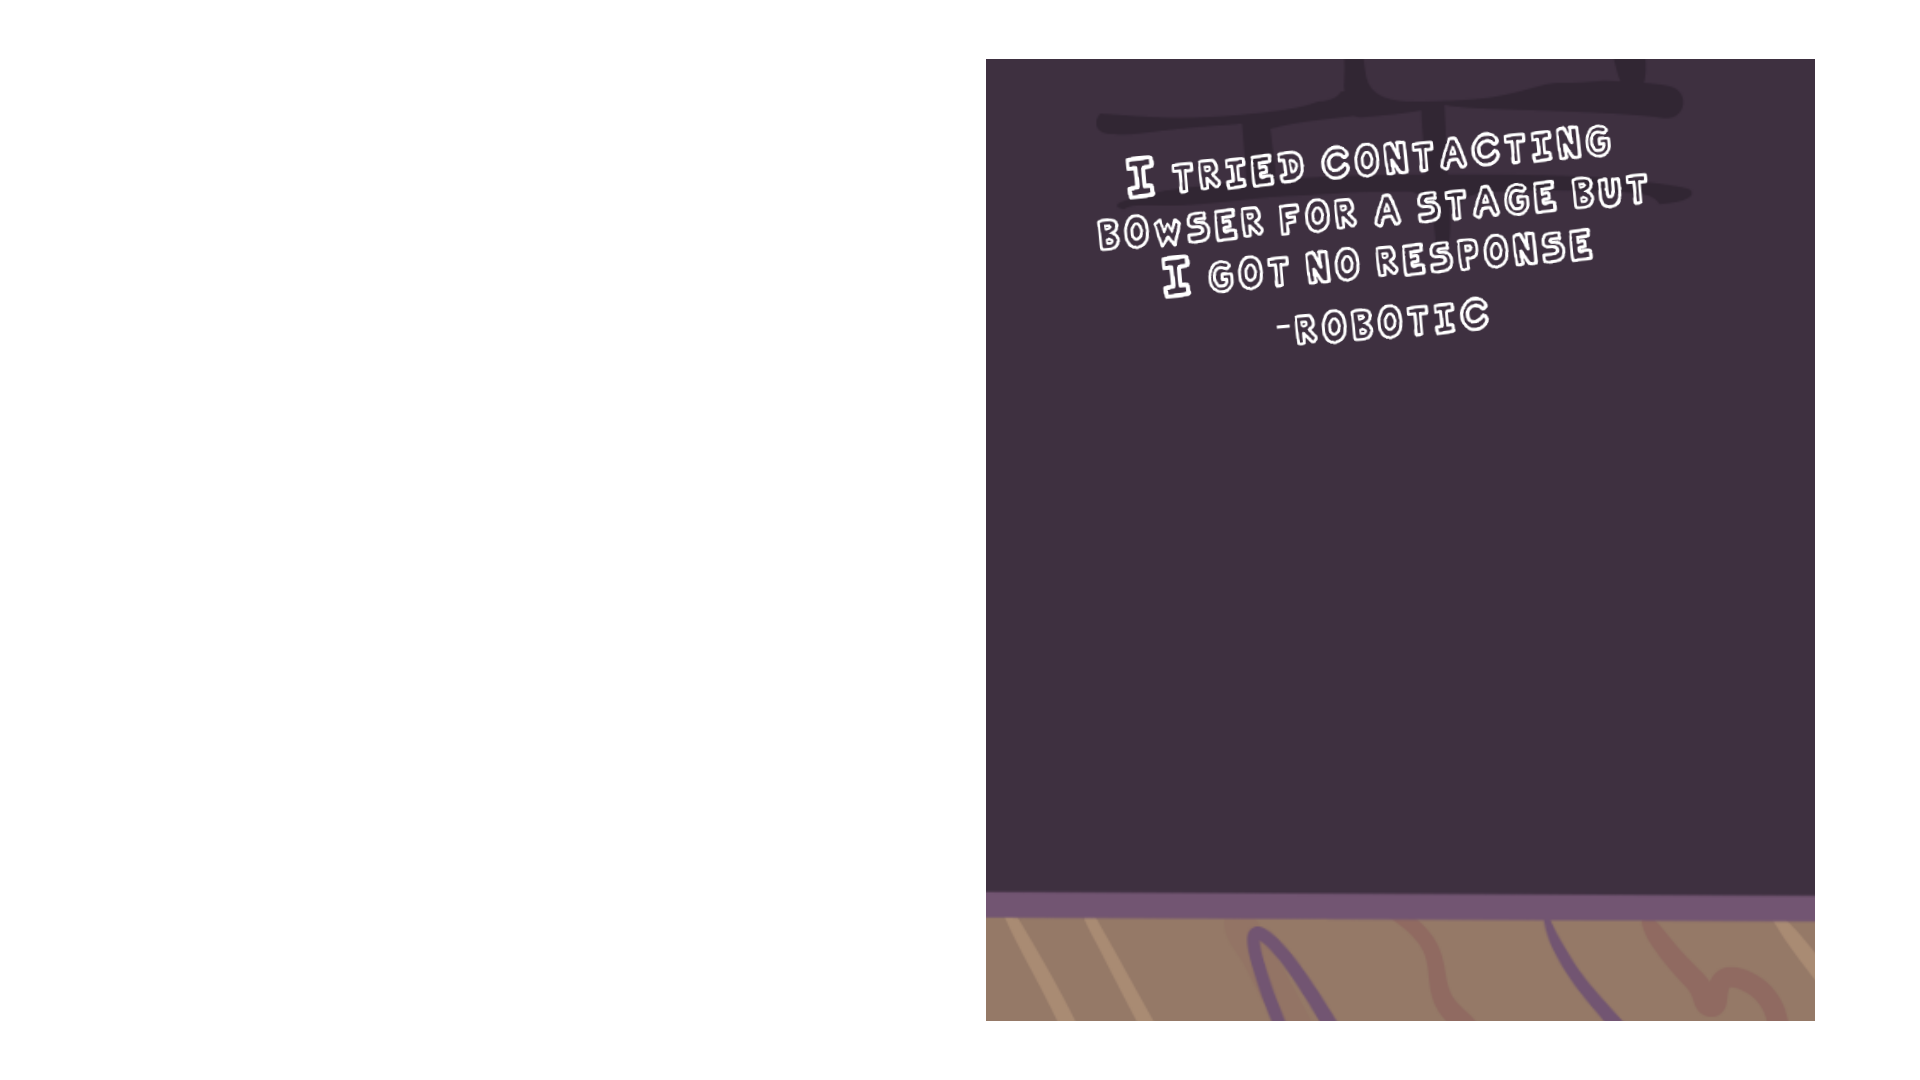 I TRIED CONTACTING
BOWSER FOR A STAGE BUT
I GOT NO RESPONSE
-ROBOTIC